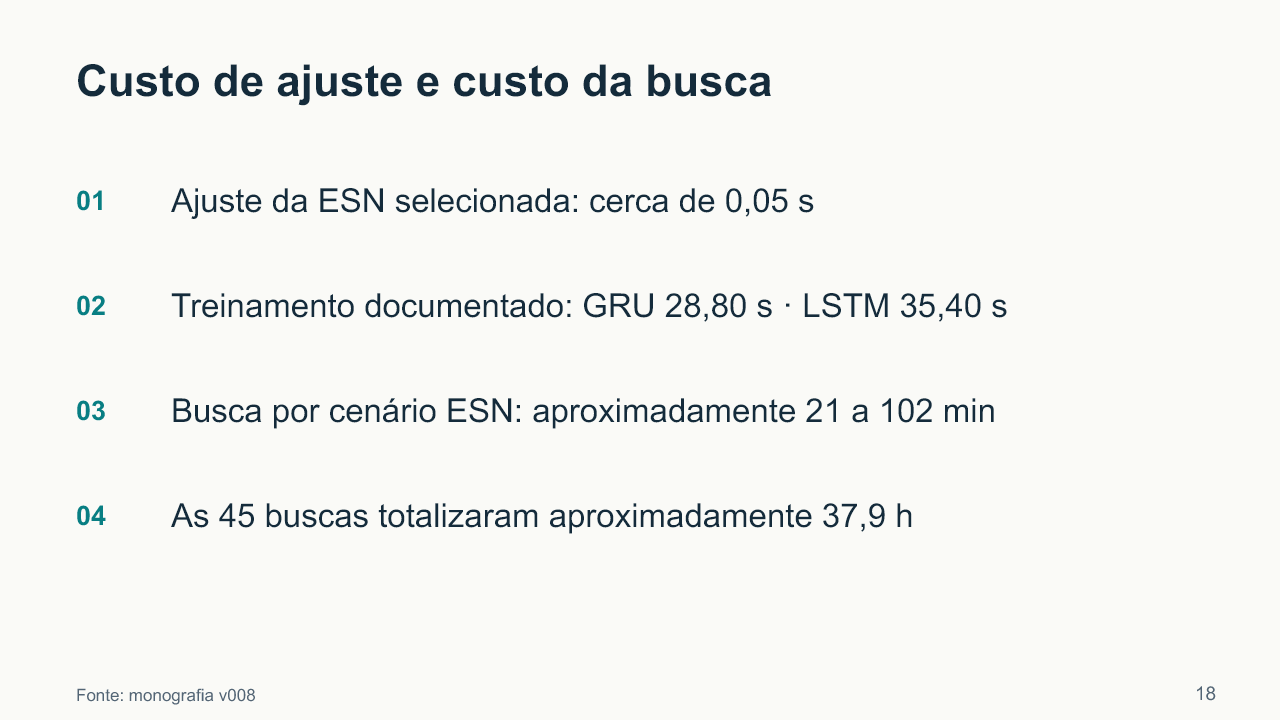 Custo de ajuste e custo da busca
01 Ajuste da ESN selecionada: cerca de 0,05 s
02 Treinamento documentado: GRU 28,80 s · LSTM 35,40 s
03 Busca por cenário ESN: aproximadamente 21 a 102 min
04 As 45 buscas totalizaram aproximadamente 37,9 h
Fonte: monografia v008
18